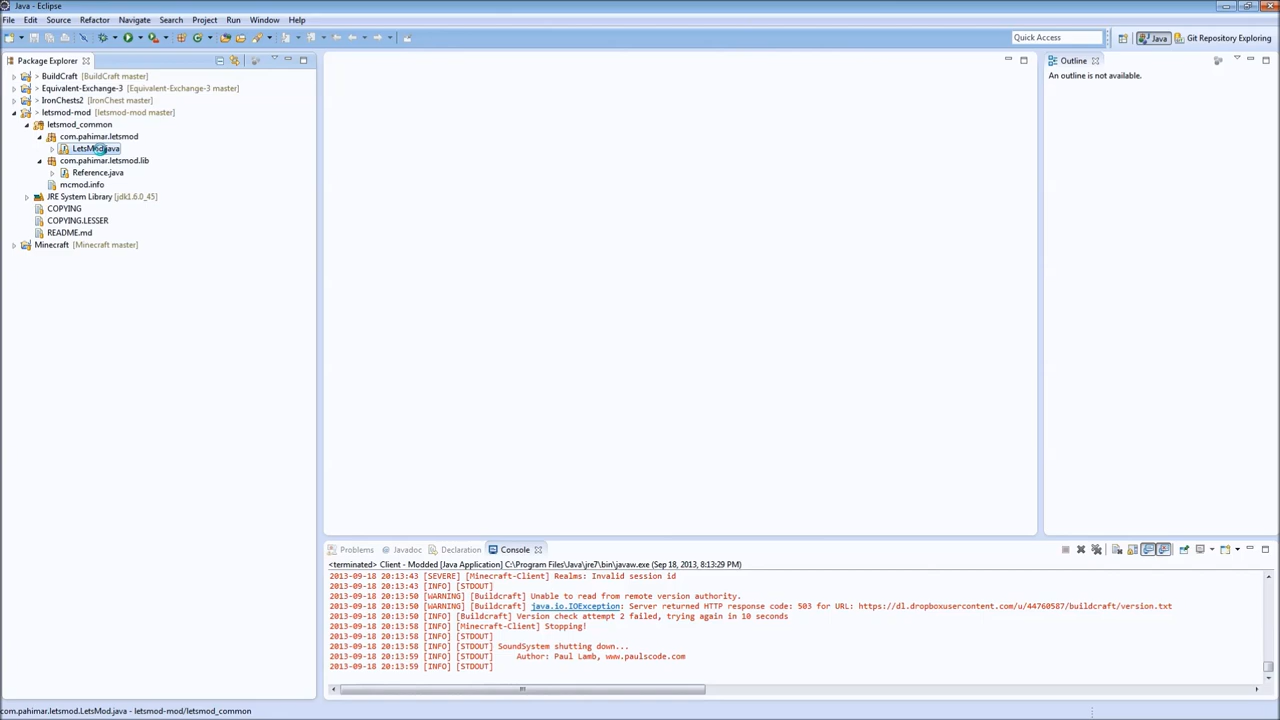 Java - Eclipse
File Edit Source Refactor Navigate Search Project Run Window Help
Quick Access
Java
Git Repository Exploring
Package Explorer
> BuildCraft [BuildCraft master]
> Equivalent-Exchange-3 [Equivalent-Exchange-3 master]
> IronChests2 [IronChest master]
> letsmod-mod [letsmod-mod master]
letsmod_common
com.pahimar.letsmod
LetsMod.java
com.pahimar.letsmod.lib
Reference.java
mcmod.info
JRE System Library [jdk1.6.0_45]
COPYING
COPYING.LESSER
README.md
Minecraft [Minecraft master]
Outline
An outline is not available.
Problems Javadoc Declaration Console
<terminated> Client - Modded [Java Application] C:\Program Files\Java\jre7\bin\javaw.exe (Sep 18, 2013, 8:13:29 PM)
2013-09-18 20:13:43 [SEVERE] [Minecraft-Client] Realms: Invalid session id
2013-09-18 20:13:43 [INFO] [STDOUT]
2013-09-18 20:13:50 [WARNING] [Buildcraft] Unable to read from remote version authority.
2013-09-18 20:13:50 [WARNING] [Buildcraft] java.io.IOException: Server returned HTTP response code: 503 for URL: https://dl.dropboxusercontent.com/u/44760587/buildcraft/version.txt
2013-09-18 20:13:50 [INFO] [Buildcraft] Version check attempt 2 failed, trying again in 10 seconds
2013-09-18 20:13:58 [INFO] [Minecraft-Client] Stopping!
2013-09-18 20:13:58 [INFO] [STDOUT]
2013-09-18 20:13:58 [INFO] [STDOUT] SoundSystem shutting down...
2013-09-18 20:13:59 [INFO] [STDOUT] Author: Paul Lamb, www.paulscode.com
2013-09-18 20:13:59 [INFO] [STDOUT]
com.pahimar.letsmod.LetsMod.java - letsmod-mod/letsmod_common